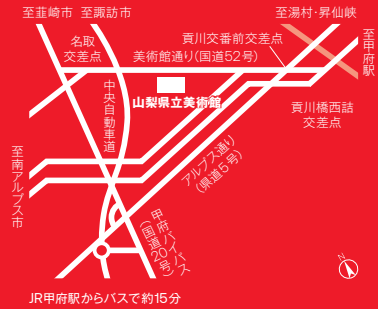 至韮崎市 至諏訪市
至湯村・昇仙峡
名取
交差点
貢川交番前交差点
美術館通り(国道52号)
至甲府駅
山梨県立美術館
中央自動車道
貢川橋西詰
交差点
至南アルプス市
アルプス通り
(県道5号)
甲府バイパス
(国道20号)
N
JR甲府駅からバスで約15分